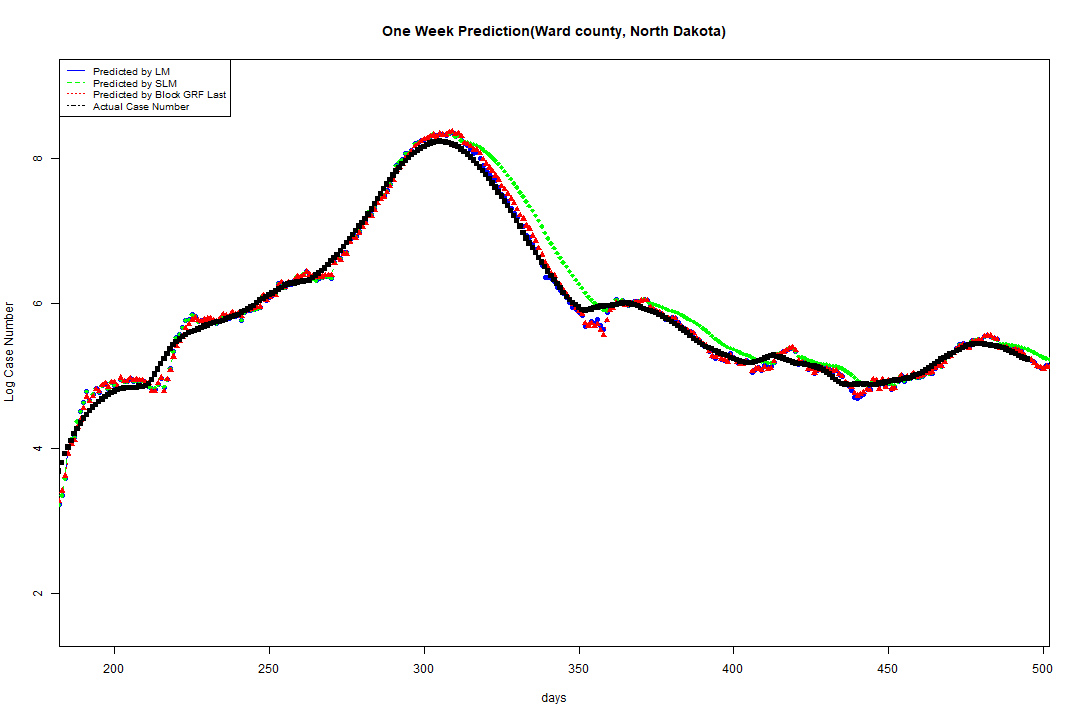 One Week Prediction(Ward county, North Dakota)
Predicted by LM
Predicted by SLM
Predicted by Block GRF Last
Actual Case Number
Log Case Number
8
6
4
2
200 250 300 350 400 450 500
days